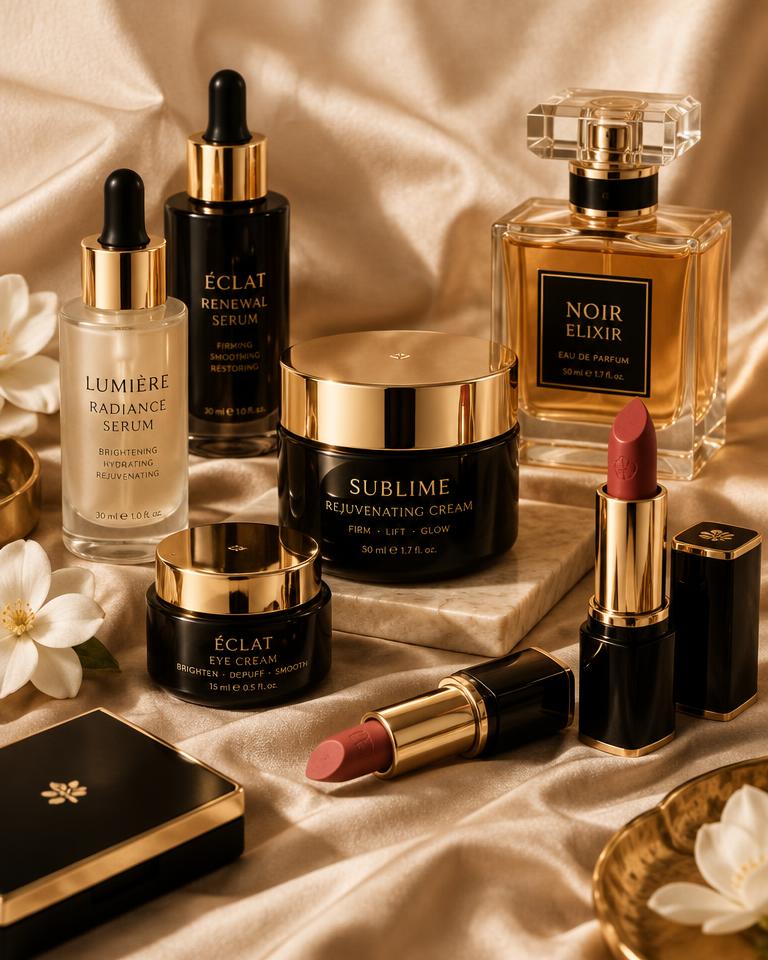 ÉCLAT
RENEWAL
SERUM
FIRMING
SMOOTHING
RESTORING
30 ml e 1.0 fl. oz.
LUMIÈRE
RADIANCE
SERUM
BRIGHTENING
HYDRATING
REJUVENATING
30 ml e 1.0 fl. oz.
NOIR
ELIXIR
EAU DE PARFUM
50 ml e 1.7 fl. oz.
SUBLIME
REJUVENATING CREAM
FIRM · LIFT · GLOW
50 ml e 1.7 fl. oz.
ÉCLAT
EYE CREAM
BRIGHTEN · DEPUFF · SMOOTH
15 ml e 0.5 fl. oz.